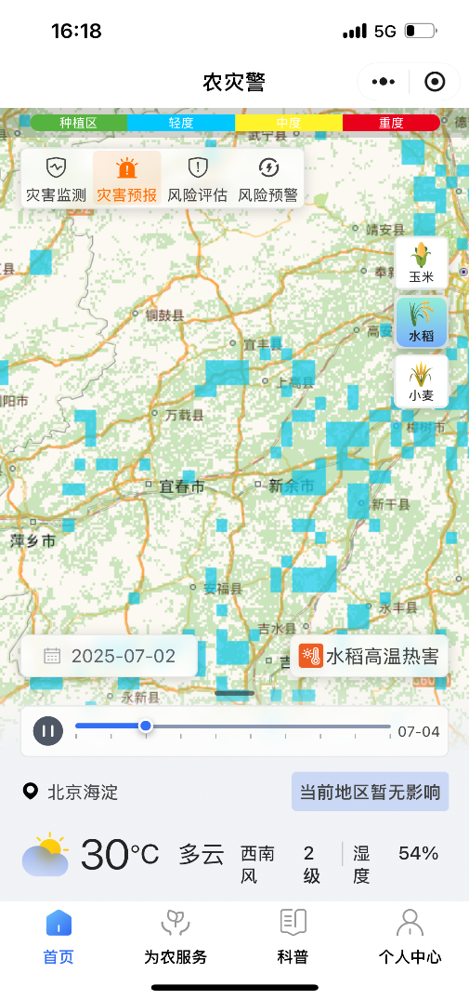 16:18
5G
农灾警
种植区
轻度
中度
重度
武宁县
德
灾害监测
灾害预报
风险评估
风险预警
靖安县
县
奉新
玉米
铜鼓县
水稻
高安
宜丰县
上高县
小麦
浏阳市
万载县
樟树市
宜春市
新余市
新干县
萍乡市
安福县
永丰县
吉水县
2025-07-02
吉
水稻高温热害
永新县
07-04
北京海淀
当前地区暂无影响
30°C
多云
西南
风
2
级
湿
度
54%
首页
为农服务
科普
个人中心